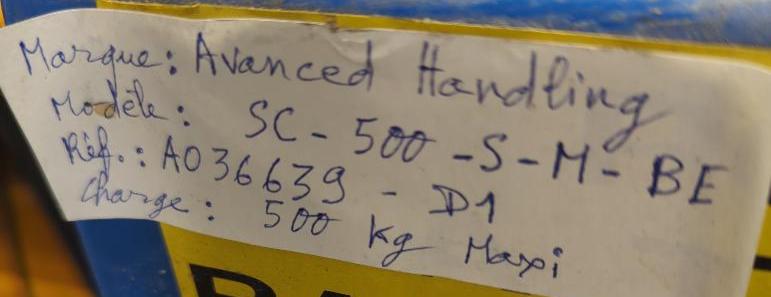 Marque: Avanced Handling
Modèle: SC-500-S-M-BE
Réf.: A036639 - D1
Charge: 500 kg Maxi